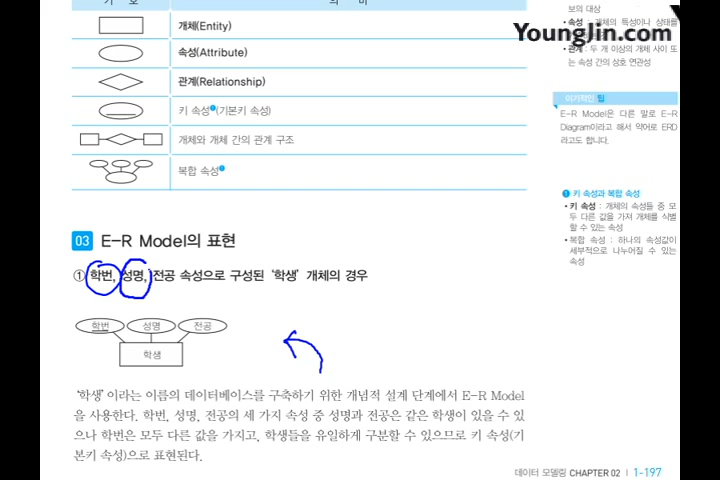 개체(Entity)
속성(Attribute)
관계(Relationship)
키 속성❶(기본키 속성)
개체와 개체 간의 관계 구조
복합 속성❶
03 E-R Model의 표현
① 학번, 성명, 전공 속성으로 구성된 '학생' 개체의 경우
학번 성명 전공
학생
'학생'이라는 이름의 데이터베이스를 구축하기 위한 개념적 설계 단계에서 E-R Model
을 사용한다. 학번, 성명, 전공의 세 가지 속성 중 성명과 전공은 같은 학생이 있을 수 있
으나 학번은 모두 다른 값을 가지고, 학생들을 유일하게 구분할 수 있으므로 키 속성(기
본키 속성)으로 표현된다.
보의 대상
• 속성 : 개체의 특성이나 상태를
Youngjin.com
• 관계 : 두 개 이상의 개체 사이 또
는 속성 간의 상호 연관성
E-R Model은 다른 말로 E-R
Diagram이라고 해서 약어로 ERD
라고도 합니다.
❶ 키 속성과 복합 속성
• 키 속성 : 개체의 속성들 중 모
두 다른 값을 가져 개체를 식별
할 수 있는 속성
• 복합 속성 : 하나의 속성값이
세부적으로 나누어질 수 있는
속성
데이터 모델링 CHAPTER 02 | 1-197